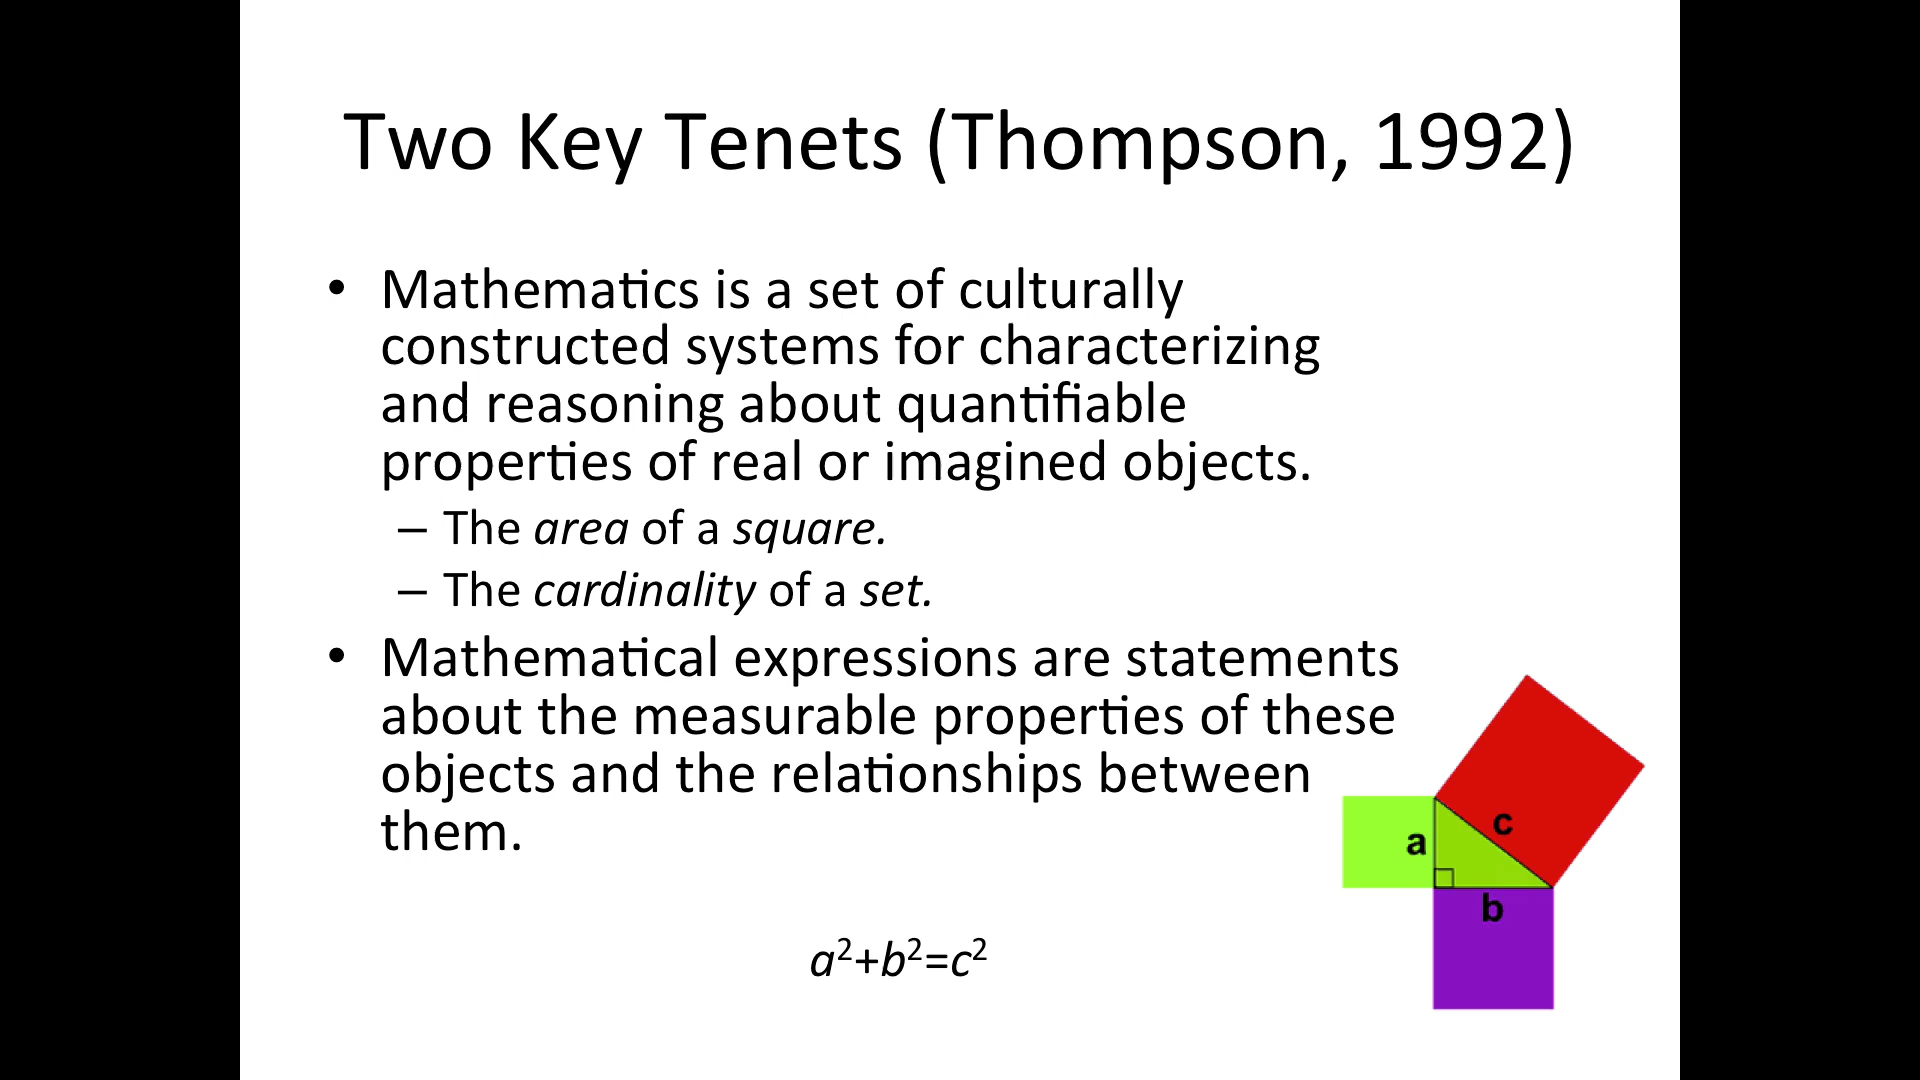 Two Key Tenets (Thompson, 1992)
• Mathematics is a set of culturally
constructed systems for characterizing
and reasoning about quantifiable
properties of real or imagined objects.
– The area of a square.
– The cardinality of a set.
• Mathematical expressions are statements
about the measurable properties of these
objects and the relationships between
them.
c
a
b
a²+b²=c²